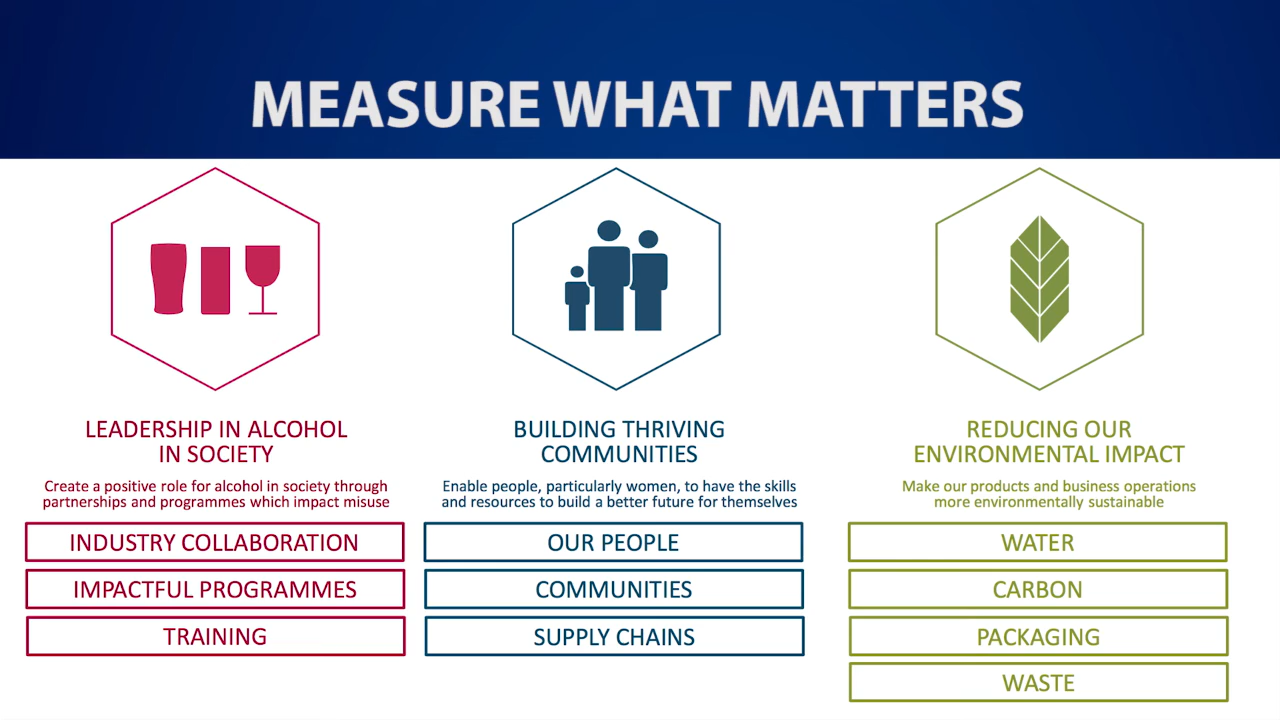 MEASURE WHAT MATTERS
LEADERSHIP IN ALCOHOL
IN SOCIETY
Create a positive role for alcohol in society through
partnerships and programmes which impact misuse
INDUSTRY COLLABORATION
IMPACTFUL PROGRAMMES
TRAINING
BUILDING THRIVING
COMMUNITIES
Enable people, particularly women, to have the skills
and resources to build a better future for themselves
OUR PEOPLE
COMMUNITIES
SUPPLY CHAINS
REDUCING OUR
ENVIRONMENTAL IMPACT
Make our products and business operations
more environmentally sustainable
WATER
CARBON
PACKAGING
WASTE